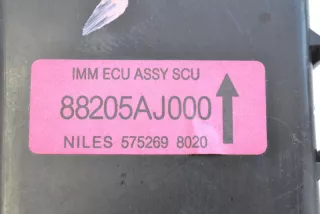 IMM ECU ASSY SCU
88205AJ000
NILES 575269 8020